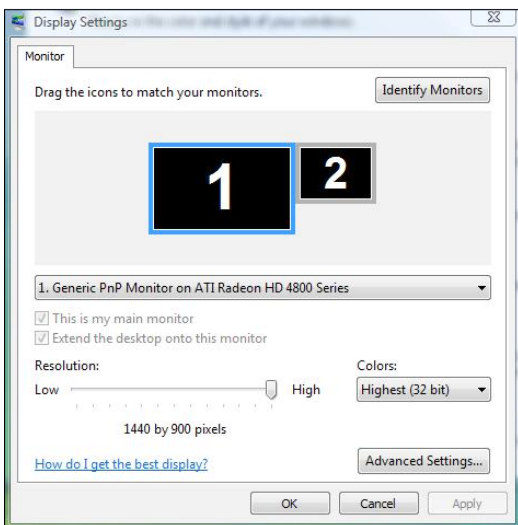 Display Settings
Monitor
Drag the icons to match your monitors.
Identify Monitors
1
2
1. Generic PnP Monitor on ATI Radeon HD 4800 Series
This is my main monitor
Extend the desktop onto this monitor
Resolution:
Colors:
Low
High
Highest (32 bit)
1440 by 900 pixels
How do I get the best display?
Advanced Settings...
OK
Cancel
Apply